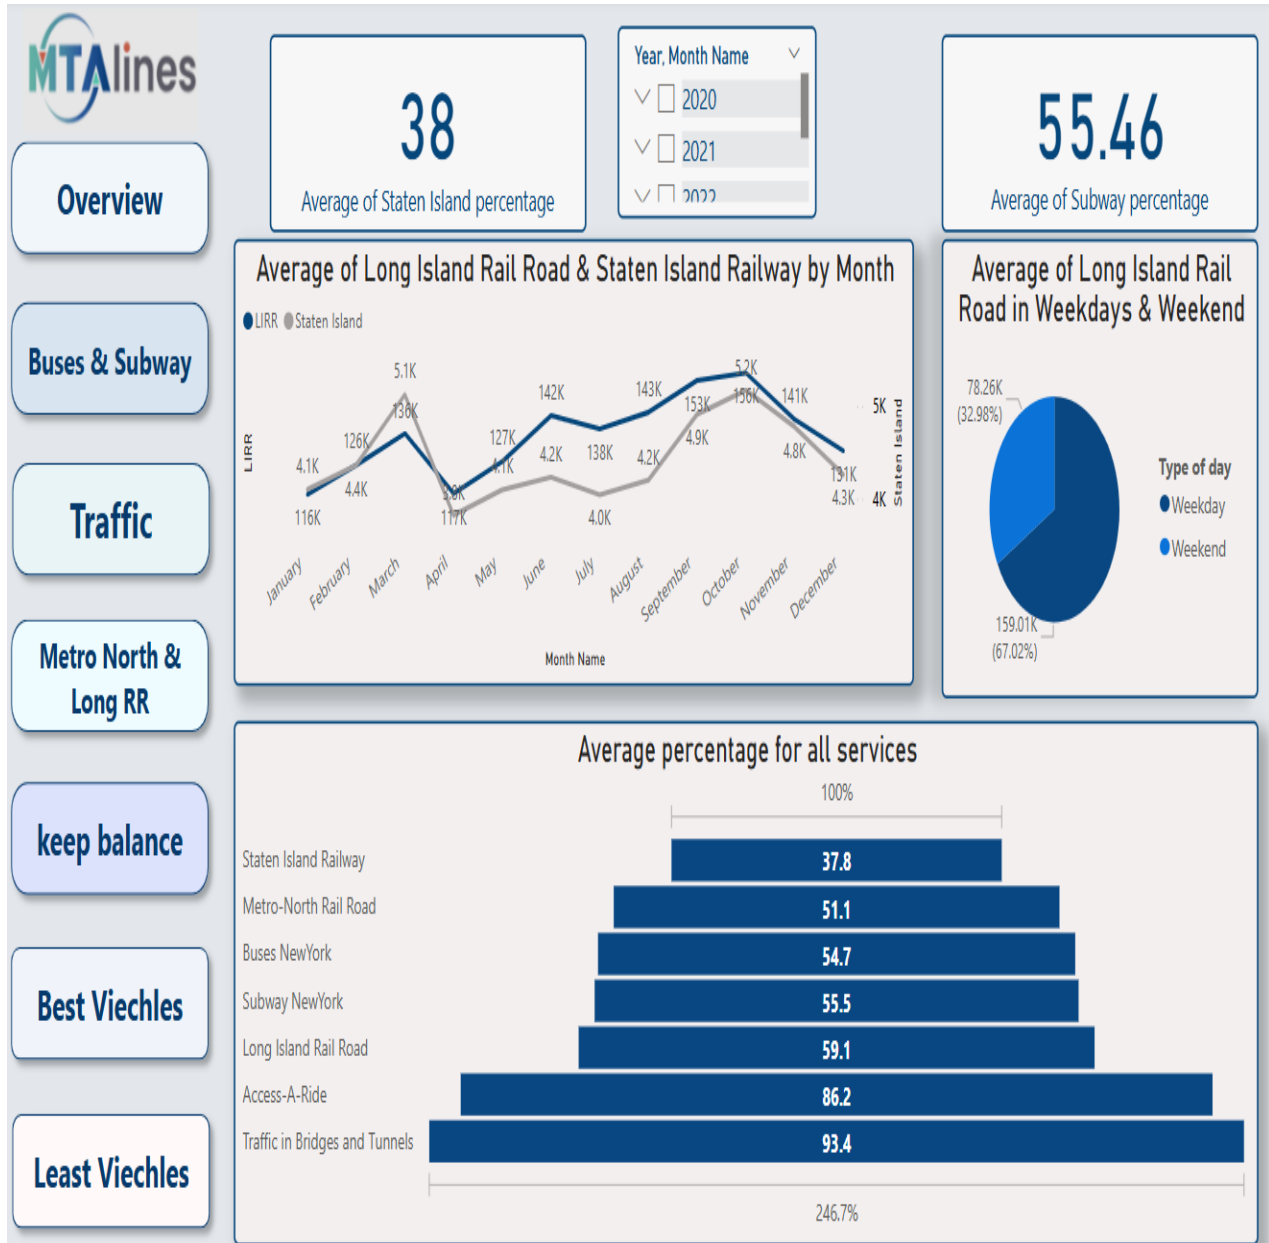 MTAlines
Overview
Buses & Subway
Traffic
Metro North &
Long RR
keep balance
Best Viechles
Least Viechles
38
Average of Staten Island percentage
Year, Month Name
2020
2021
2022
55.46
Average of Subway percentage
Average of Long Island Rail Road & Staten Island Railway by Month
LIRR Staten Island
LIRR
116K 126K 136K 117K 127K 142K 138K 143K 153K 156K 141K 131K
4.1K 4.4K 5.1K 4.1K 4.2K 4.0K 4.2K 4.9K 5.2K 4.8K 4.3K
5K
4K
Staten Island
January February March April May June July August September October November December
Month Name
Average of Long Island Rail
Road in Weekdays & Weekend
78.26K
(32.98%)
159.01K
(67.02%)
Type of day
Weekday
Weekend
Average percentage for all services
100%
Staten Island Railway 37.8
Metro-North Rail Road 51.1
Buses NewYork 54.7
Subway NewYork 55.5
Long Island Rail Road 59.1
Access-A-Ride 86.2
Traffic in Bridges and Tunnels 93.4
246.7%